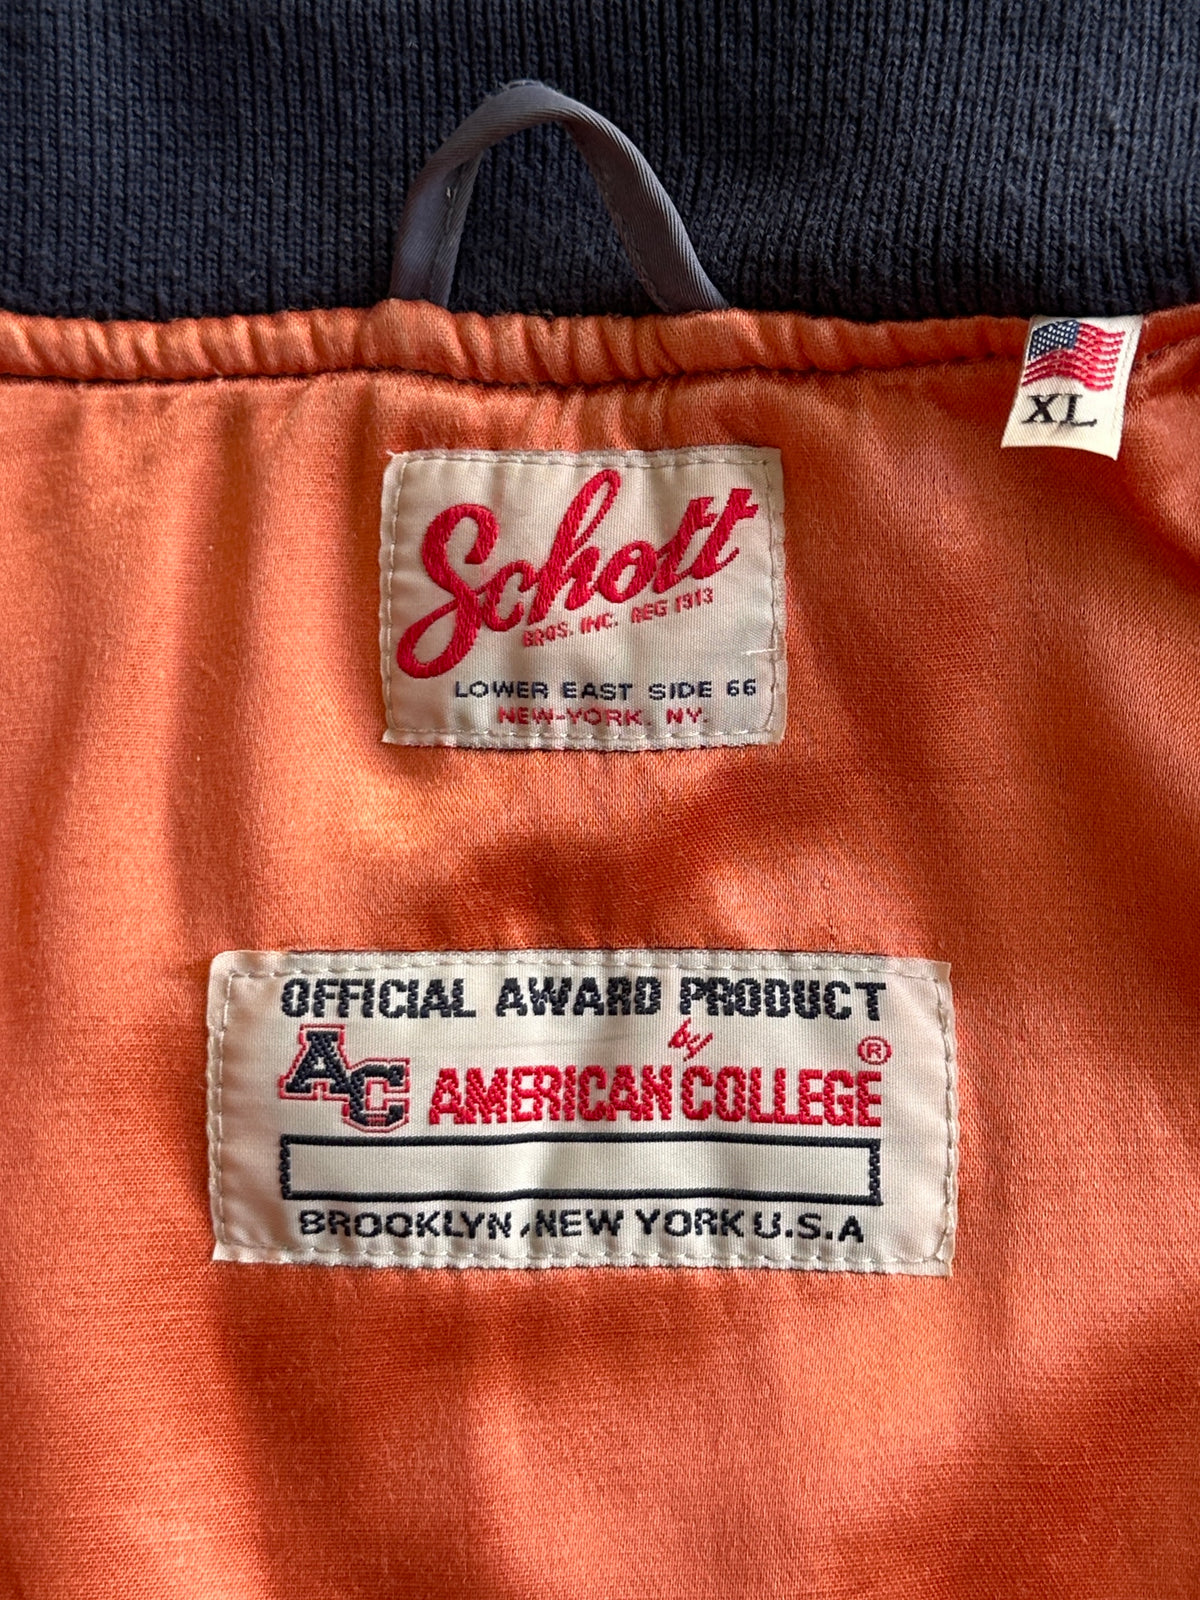 XL
Schott
BROS. INC. REG 1913
LOWER EAST SIDE 66
NEW-YORK, NY.
OFFICIAL AWARD PRODUCT
by
AC AMERICAN COLLEGE ®
BROOKLYN, NEW YORK U.S.A